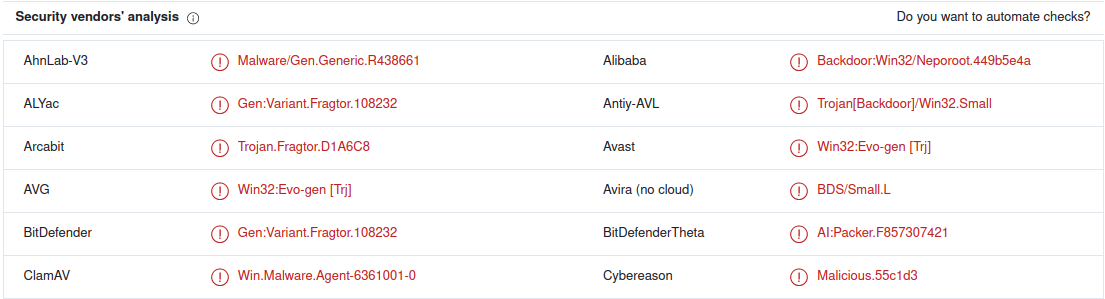 Security vendors' analysis Do you want to automate checks?
AhnLab-V3 Malware/Gen.Generic.R438661 Alibaba Backdoor:Win32/Neporoot.449b5e4a
ALYac Gen:Variant.Fragtor.108232 Antiy-AVL Trojan[Backdoor]/Win32.Small
Arcabit Trojan.Fragtor.D1A6C8 Avast Win32:Evo-gen [Trj]
AVG Win32:Evo-gen [Trj] Avira (no cloud) BDS/Small.L
BitDefender Gen:Variant.Fragtor.108232 BitDefenderTheta AI:Packer.F857307421
ClamAV Win.Malware.Agent-6361001-0 Cybereason Malicious.55c1d3